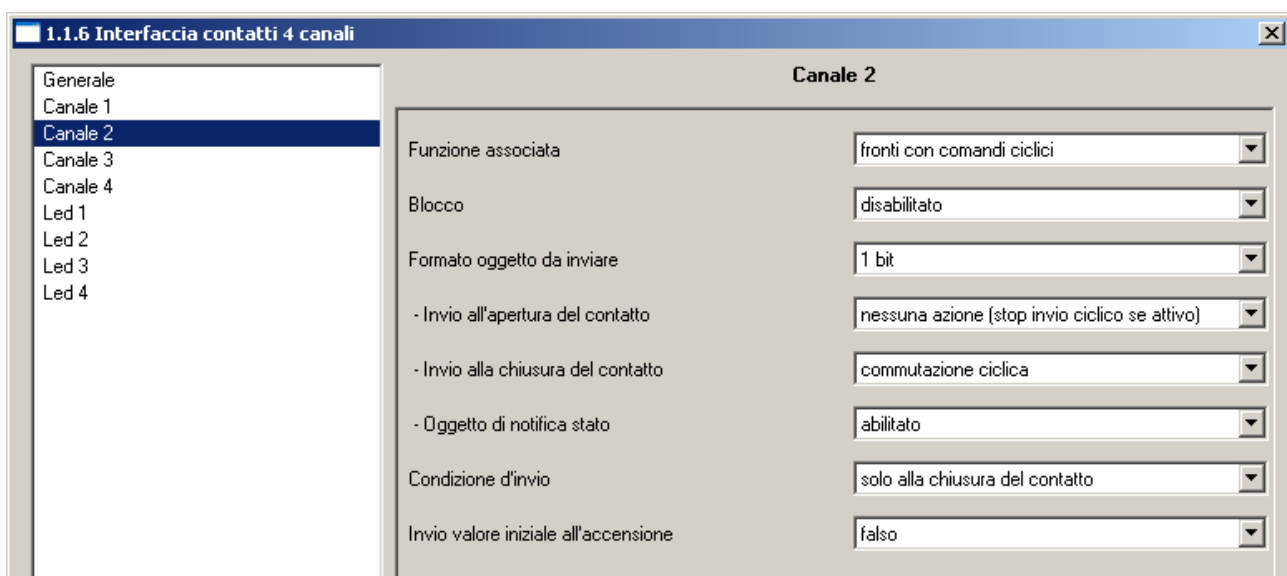 1.1.6 Interfaccia contatti 4 canali
Generale
Canale 1
Canale 2
Canale 3
Canale 4
Led 1
Led 2
Led 3
Led 4
Canale 2
Funzione associata fronti con comandi ciclici
Blocco disabilitato
Formato oggetto da inviare 1 bit
- Invio all'apertura del contatto nessuna azione (stop invio ciclico se attivo)
- Invio alla chiusura del contatto commutazione ciclica
- Oggetto di notifica stato abilitato
Condizione d'invio solo alla chiusura del contatto
Invio valore iniziale all'accensione falso